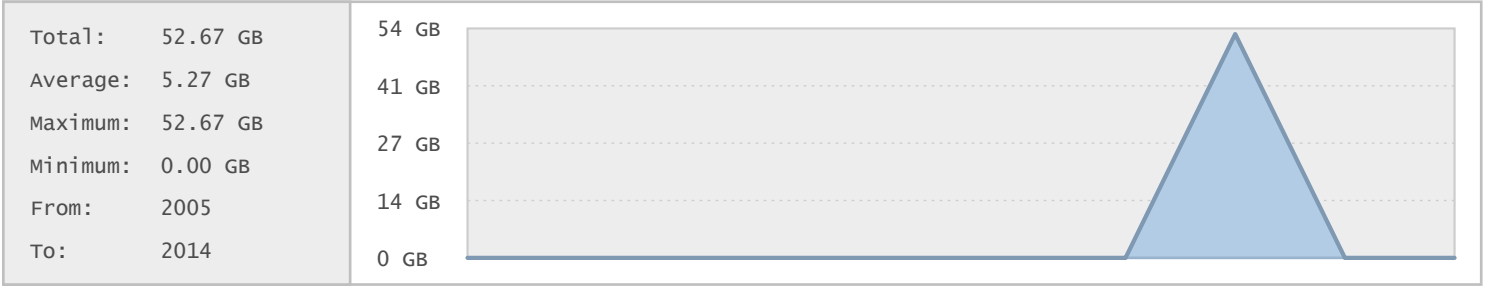 Total: 52.67 GB
Average: 5.27 GB
Maximum: 52.67 GB
Minimum: 0.00 GB
From: 2005
To: 2014
54 GB
41 GB
27 GB
14 GB
0 GB